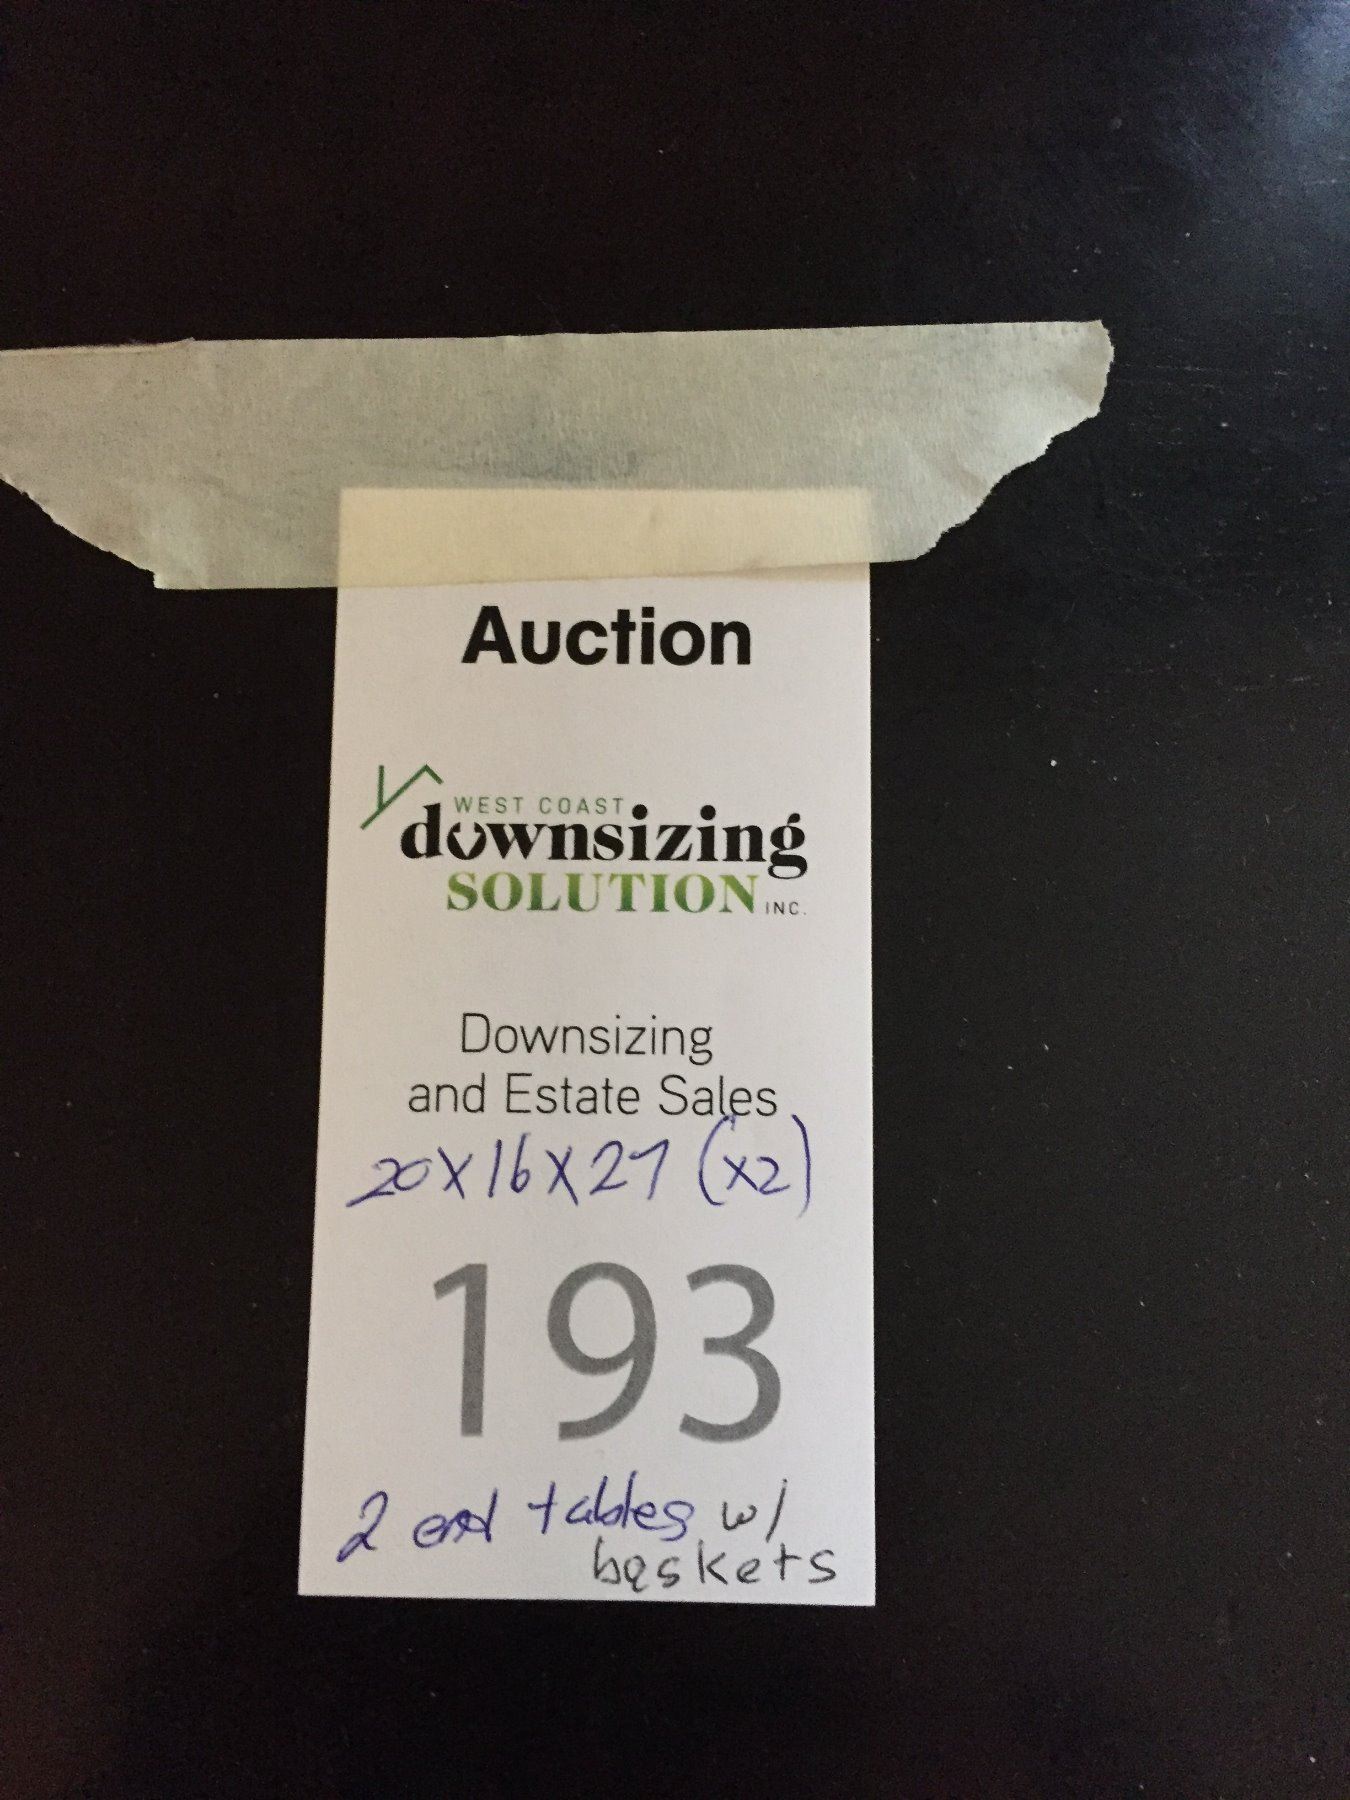 Auction
WEST COAST
downsizing
SOLUTION INC.
Downsizing
and Estate Sales
20X16X27 (x2)
193
2 end tables w/
baskets